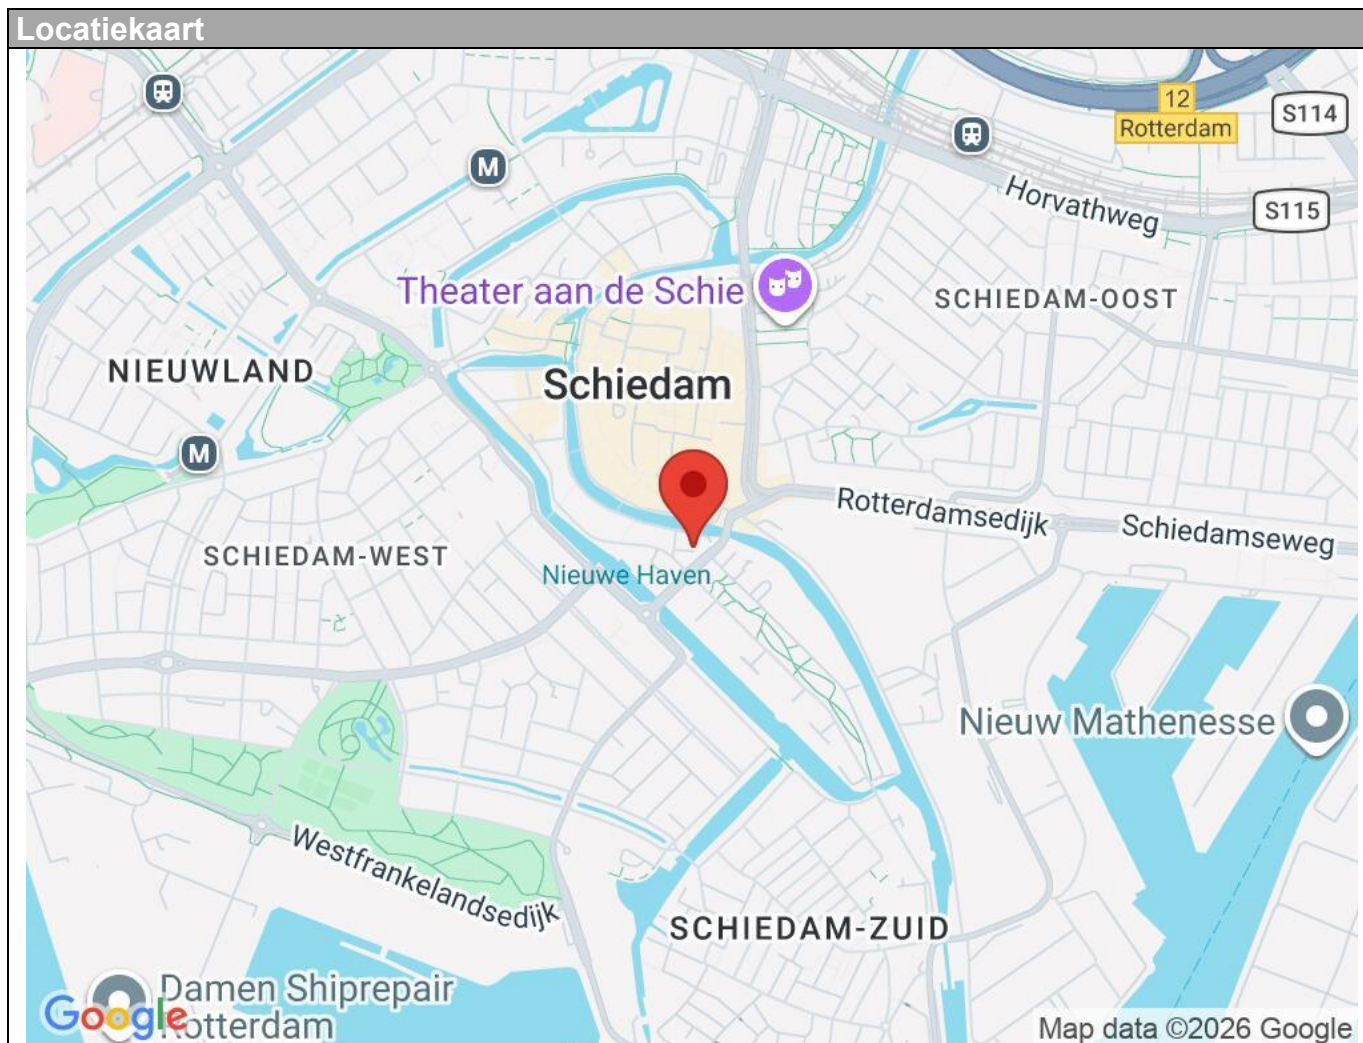 Locatiekaart
12
Rotterdam
S114
Horvathweg
S115
M
Theater aan de Schie
SCHIEDAM-OOST
NIEUWLAND
Schiedam
M
Rotterdamsedijk
Schiedamseweg
SCHIEDAM-WEST
Nieuwe Haven
Nieuw Mathenesse
Westfrankelandsedijk
SCHIEDAM-ZUID
Damen Shiprepair
Rotterdam
Google
Map data ©2026 Google